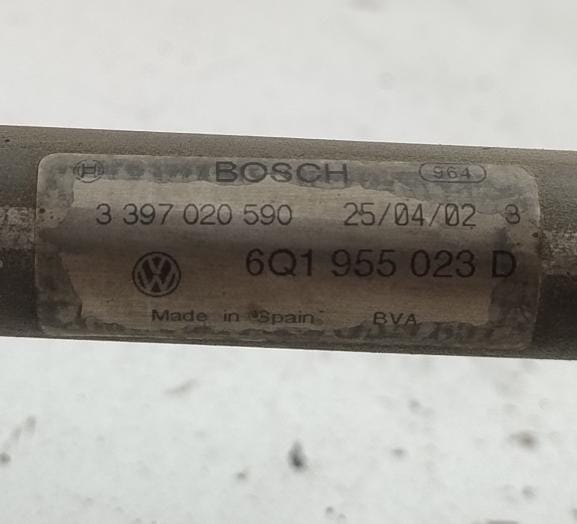 BOSCH 964
3 397 020 590 25/04/02 3
6Q1 955 023 D
Made in Spain BVA